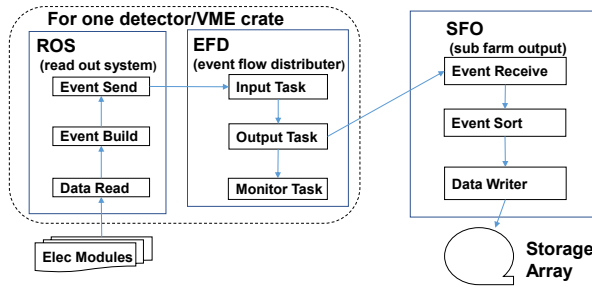 For one detector/VME crate
ROS
(read out system)
Event Send
Event Build
Data Read
Elec Modules
EFD
(event flow distributer)
Input Task
Output Task
Monitor Task
SFO
(sub farm output)
Event Receive
Event Sort
Data Writer
Storage
Array